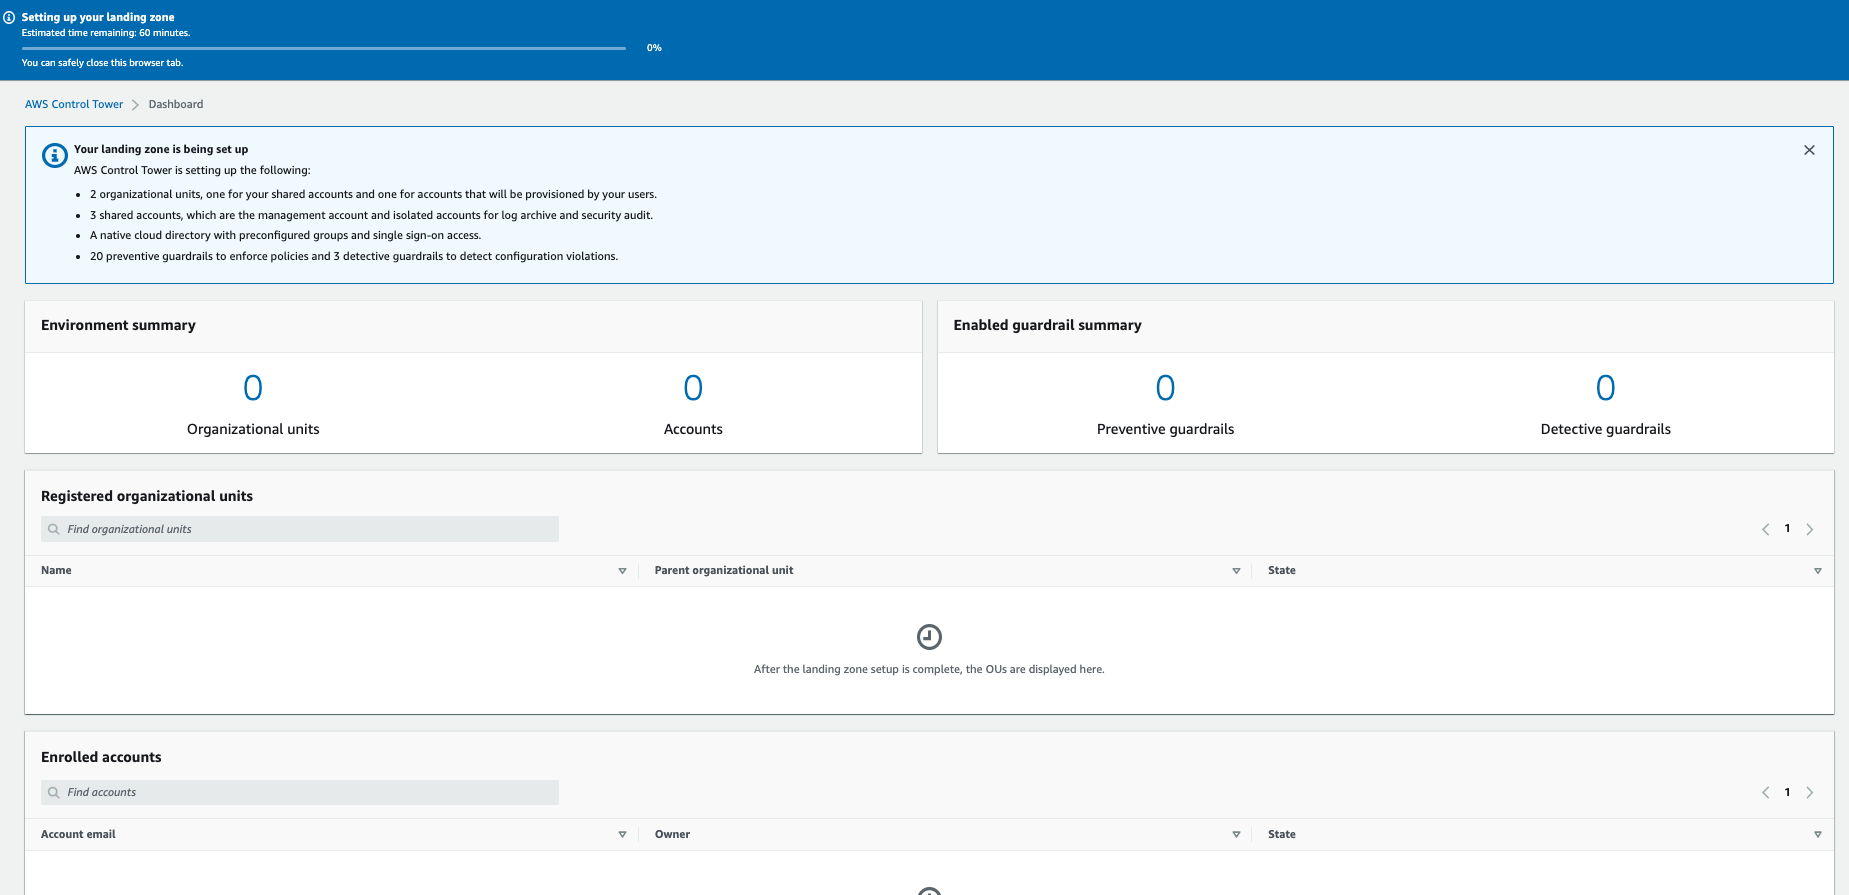 Setting up your landing zone
Estimated time remaining: 60 minutes.
0%
You can safely close this browser tab.
AWS Control Tower > Dashboard
Your landing zone is being set up
AWS Control Tower is setting up the following:
• 2 organizational units, one for your shared accounts and one for accounts that will be provisioned by your users.
• 3 shared accounts, which are the management account and isolated accounts for log archive and security audit.
• A native cloud directory with preconfigured groups and single sign-on access.
• 20 preventive guardrails to enforce policies and 3 detective guardrails to detect configuration violations.
Environment summary
0
Organizational units
0
Accounts
Enabled guardrail summary
0
Preventive guardrails
0
Detective guardrails
Registered organizational units
Find organizational units
1
Name
Parent organizational unit
State
After the landing zone setup is complete, the OUs are displayed here.
Enrolled accounts
Find accounts
1
Account email
Owner
State